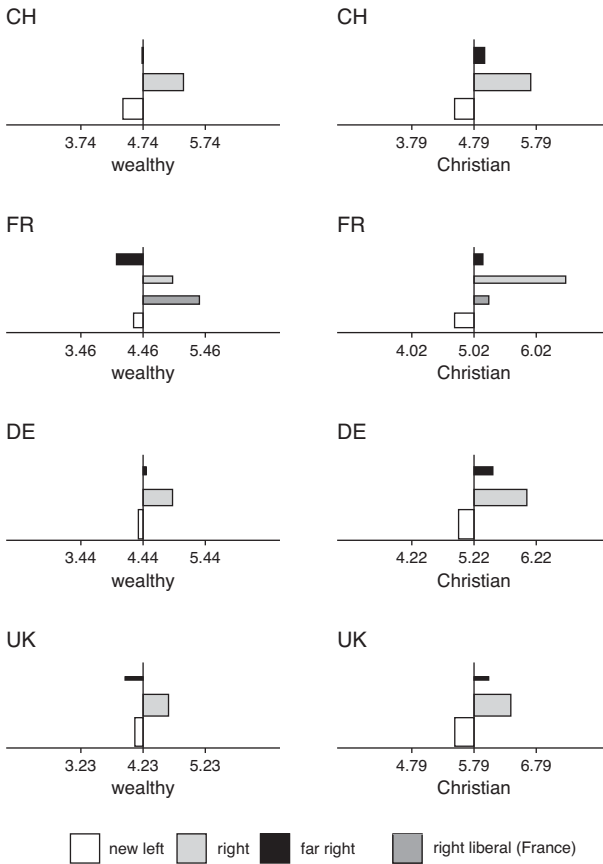 CH
3.74 4.74 5.74
wealthy
CH
3.79 4.79 5.79
Christian
FR
3.46 4.46 5.46
wealthy
FR
4.02 5.02 6.02
Christian
DE
3.44 4.44 5.44
wealthy
DE
4.22 5.22 6.22
Christian
UK
3.23 4.23 5.23
wealthy
UK
4.79 5.79 6.79
Christian
new left right far right right liberal (France)